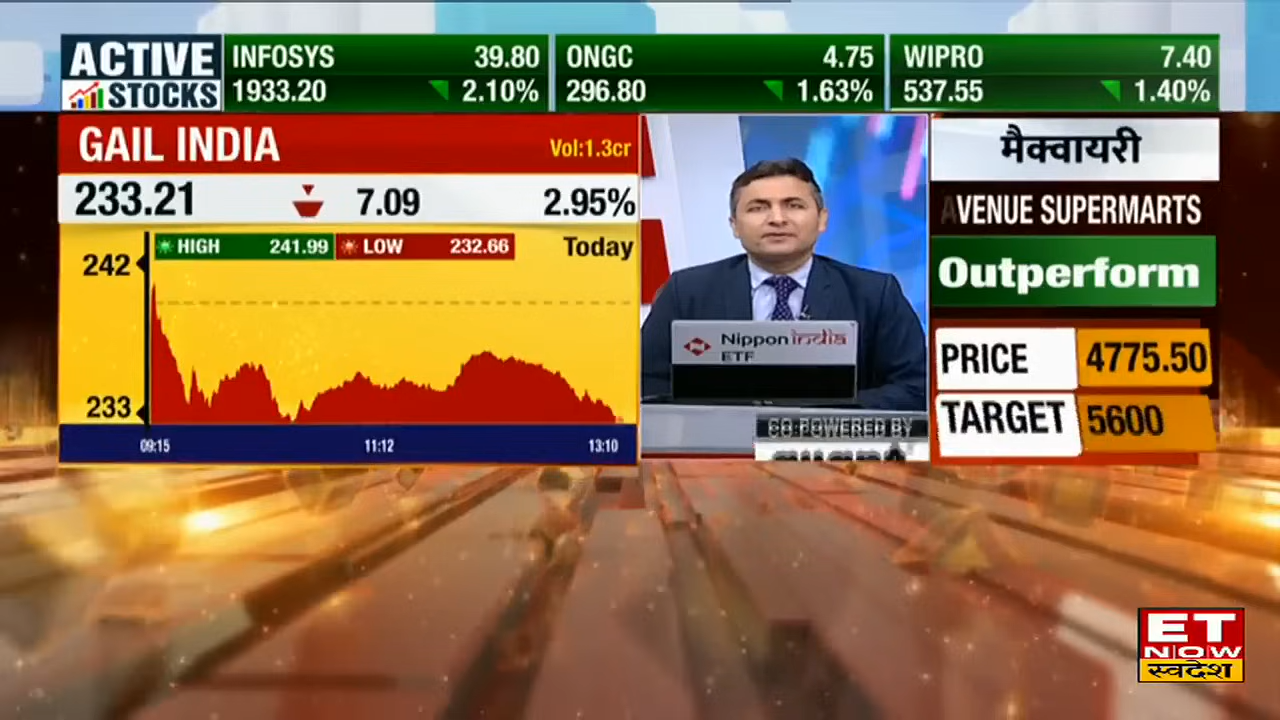 ACTIVE
STOCKS
INFOSYS 39.80
1933.20 2.10%
ONGC 4.75
296.80 1.63%
WIPRO 7.40
537.55 1.40%
GAIL INDIA Vol:1.3cr
233.21 7.09 2.95%
HIGH 241.99 LOW 232.66 Today
242
233
09:15 11:12 13:10
Nippon india
ETF
CO-POWERED BY
मैक्वायरी
AVENUE SUPERMARTS
Outperform
PRICE 4775.50
TARGET 5600
ET
NOW
स्वदेश